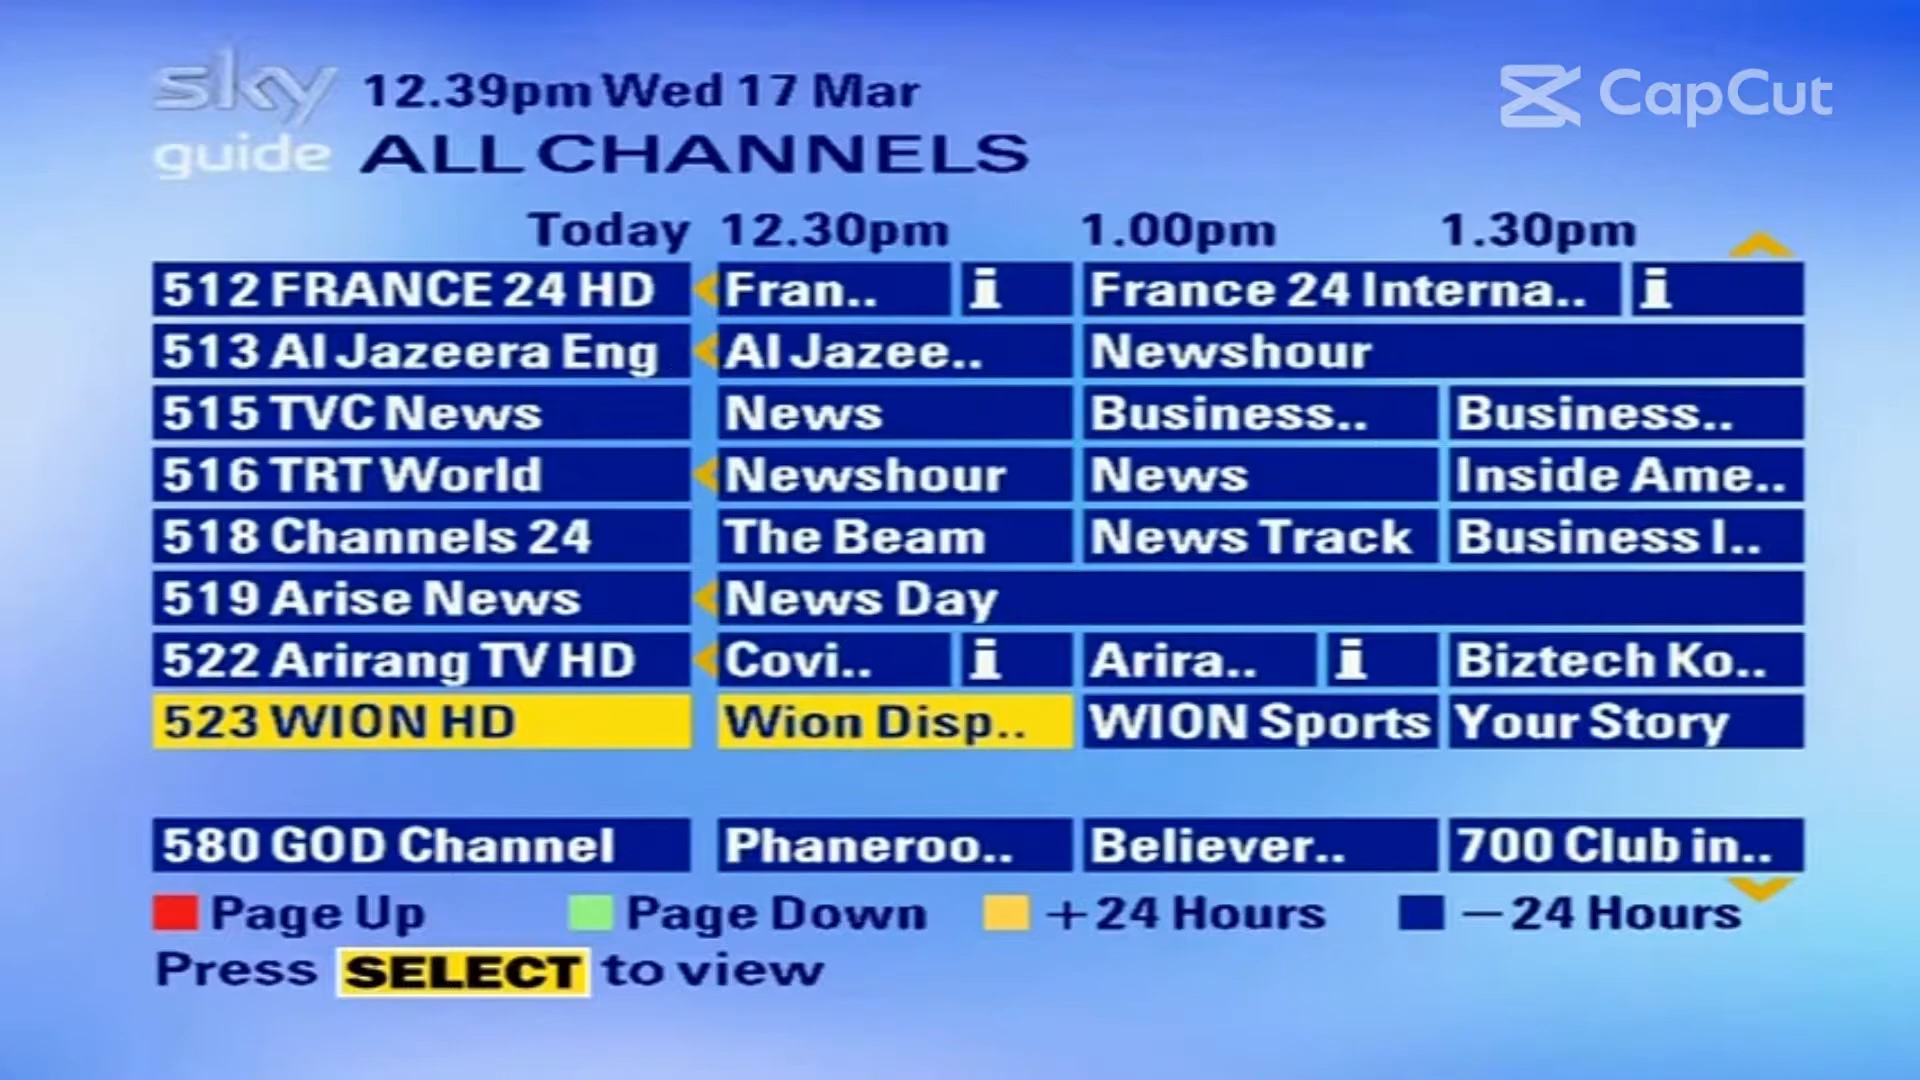 sky guide 12.39pm Wed 17 Mar
ALL CHANNELS
CapCut
Today 12.30pm 1.00pm 1.30pm
512 FRANCE 24 HD Fran.. i France 24 Interna.. i
513 Al Jazeera Eng Al Jazee.. Newshour
515 TVC News News Business.. Business..
516 TRT World Newshour News Inside Ame..
518 Channels 24 The Beam News Track Business I..
519 Arise News News Day
522 Arirang TV HD Covi.. i Arira.. i Biztech Ko..
523 WION HD Wion Disp.. WION Sports Your Story
580 GOD Channel Phaneroo.. Believer.. 700 Club in..
Page Up Page Down +24 Hours −24 Hours
Press SELECT to view